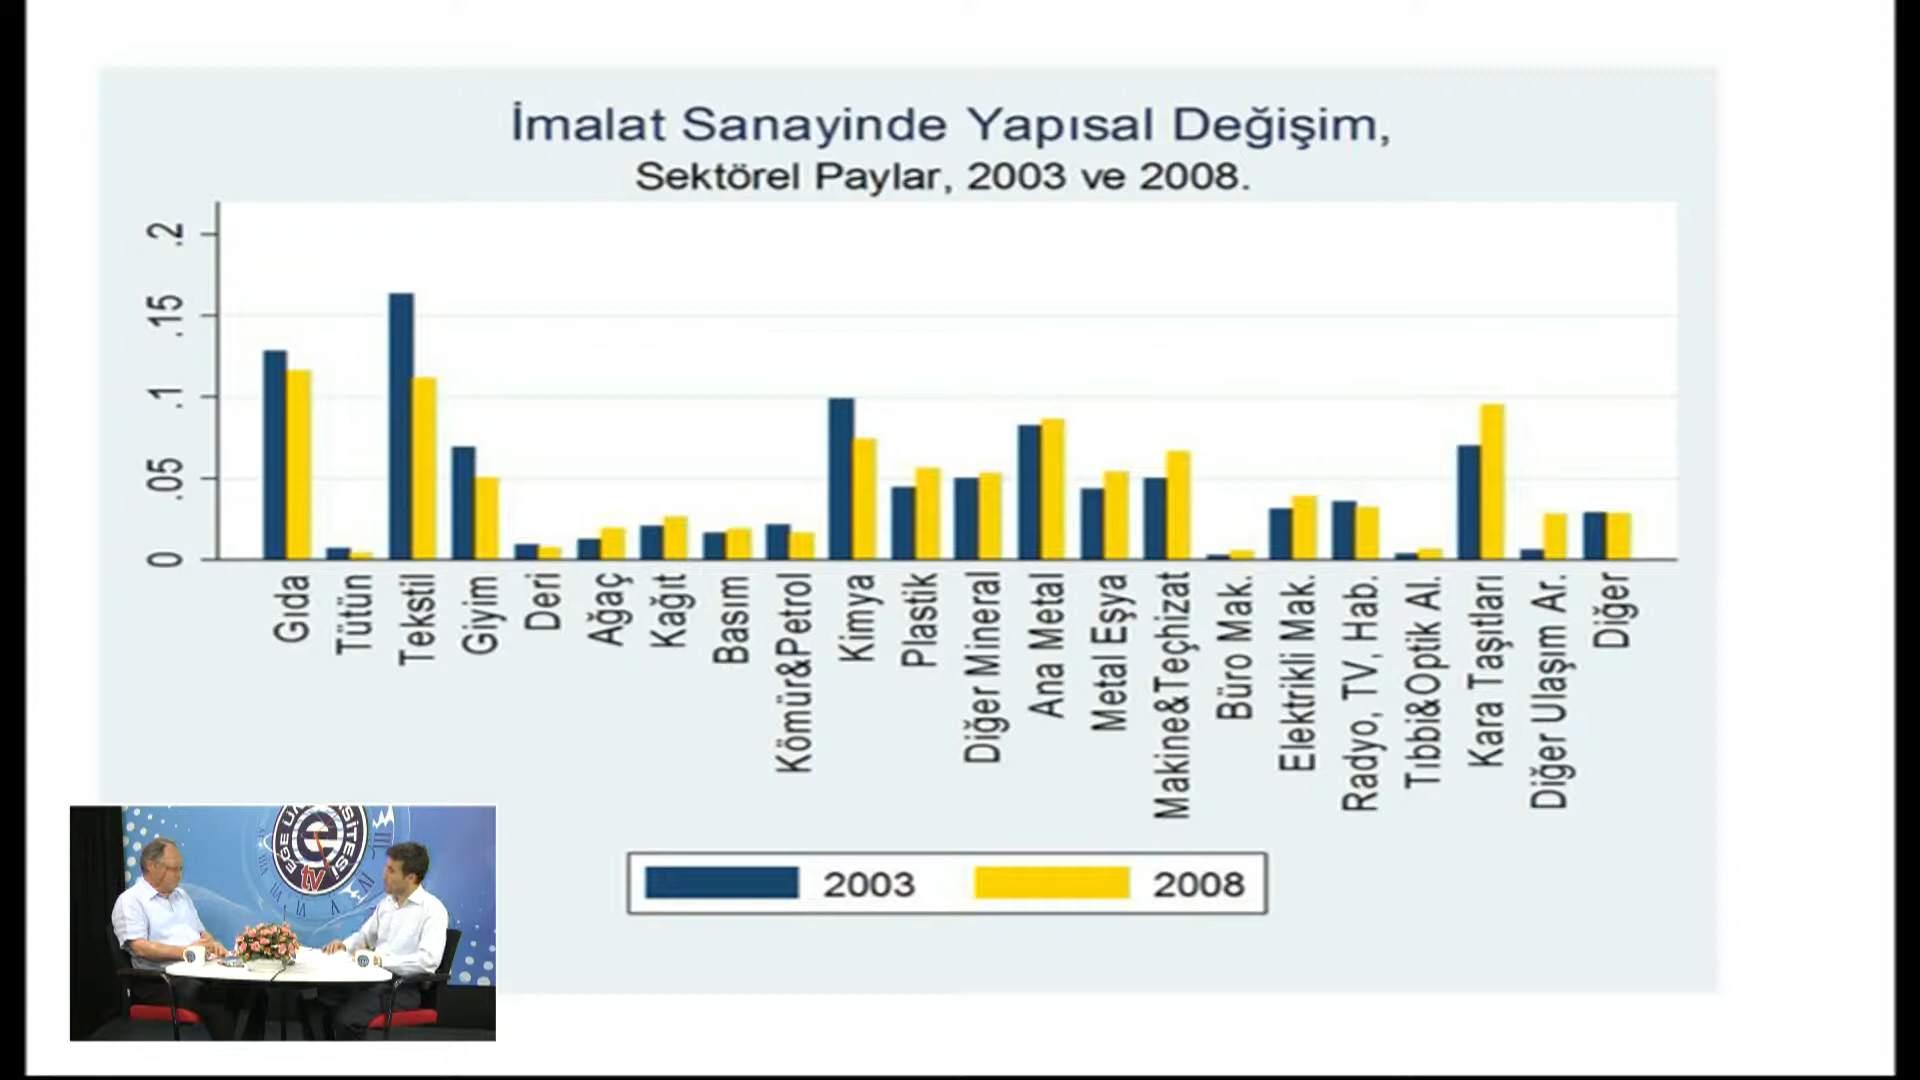 İmalat Sanayinde Yapısal Değişim,
Sektörel Paylar, 2003 ve 2008.
.2
.15
.1
.05
0
Gıda
Tütün
Tekstil
Giyim
Deri
Ağaç
Kağıt
Basım
Kömür&Petrol
Kimya
Plastik
Diğer Mineral
Ana Metal
Metal Eşya
Makine&Teçhizat
Büro Mak.
Elektrikli Mak.
Radyo, TV, Hab.
Tıbbi&Optik Al.
Kara Taşıtları
Diğer Ulaşım Ar.
Diğer
2003
2008
EGE
e
tv